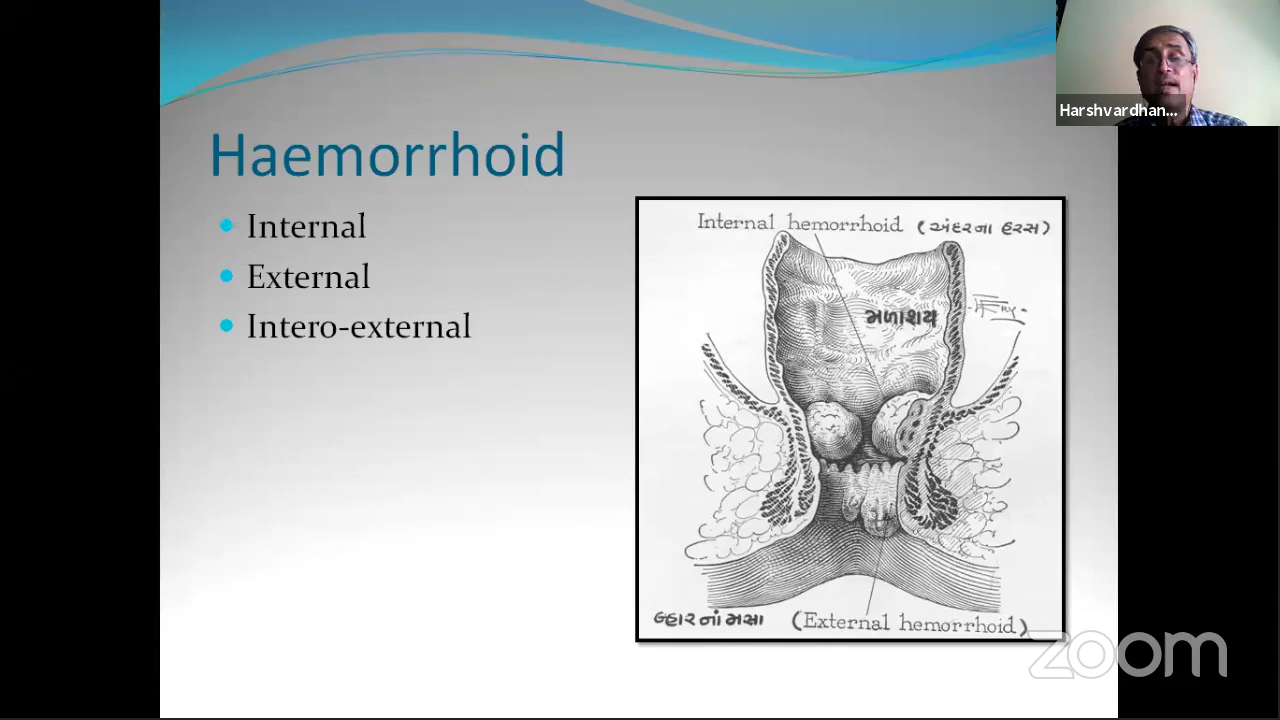 Harshvardhan...
Haemorrhoid
Internal
External
Intero-external
Internal hemorrhoid (અંદરના હરસ)
મળાશય
બ્હારનાં મસા (External hemorrhoid)
zoom